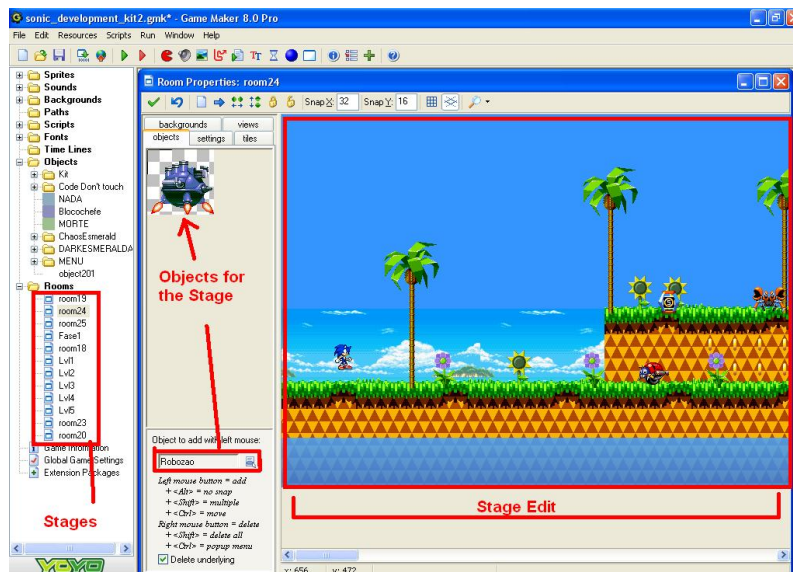 sonic_development_kit2.gmk* - Game Maker 8.0 Pro
File Edit Resources Scripts Run Window Help
Sprites
Sounds
Backgrounds
Paths
Scripts
Fonts
Time Lines
Objects
Kit
Code Don't touch
NADA
Blocochefe
MORTE
ChaosEsmerald
DARKESMERALDA
MENU
object201
Rooms
room19
room24
room25
Fase1
room18
Lvl1
Lvl2
Lvl3
Lvl4
Lvl5
room23
room20
Game Information
Global Game Settings
Extension Packages
Stages
YOYO
Room Properties: room24
Snap X: 32 Snap Y: 16
backgrounds views
objects settings tiles
Objects for
the Stage
Object to add with left mouse:
Robozao
Left mouse button = add
+ <Alt> = no snap
+ <Shift> = multiple
+ <Ctrl> = move
Right mouse button = delete
+ <Shift> = delete all
+ <Ctrl> = popup menu
Delete underlying
Stage Edit
x: 656 y: 472